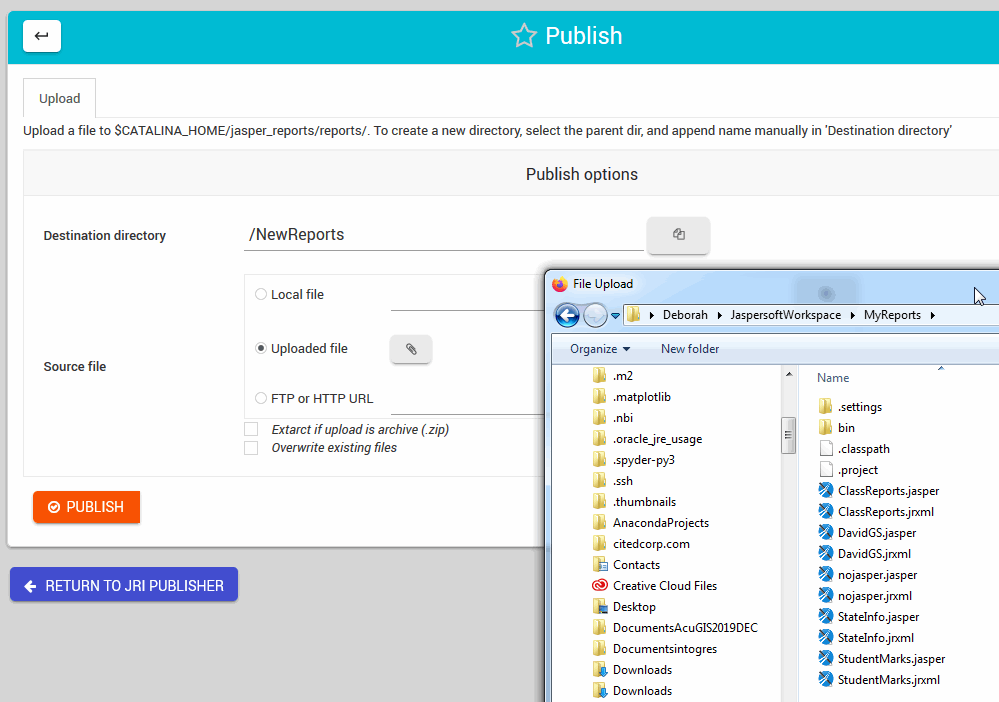 Publish
Upload
Upload a file to $CATALINA_HOME/jasper_reports/reports/. To create a new directory, select the parent dir, and append name manually in 'Destination directory'
Publish options
Destination directory
/NewReports
Source file
Local file
Uploaded file
FTP or HTTP URL
Extarct if upload is archive (.zip)
Overwrite existing files
PUBLISH
RETURN TO JRI PUBLISHER
File Upload
Deborah
JaspersoftWorkspace
MyReports
Organize
New folder
.m2
.matplotlib
.nbi
.oracle_jre_usage
.spyder-py3
.ssh
.thumbnails
AnacondaProjects
citedcorp.com
Contacts
Creative Cloud Files
Desktop
DocumentsAcuGIS2019DEC
Documentsintogres
Downloads
Downloads
Name
.settings
bin
.classpath
.project
ClassReports.jasper
ClassReports.jrxml
DavidGS.jasper
DavidGS.jrxml
nojasper.jasper
nojasper.jrxml
StateInfo.jasper
StateInfo.jrxml
StudentMarks.jasper
StudentMarks.jrxml